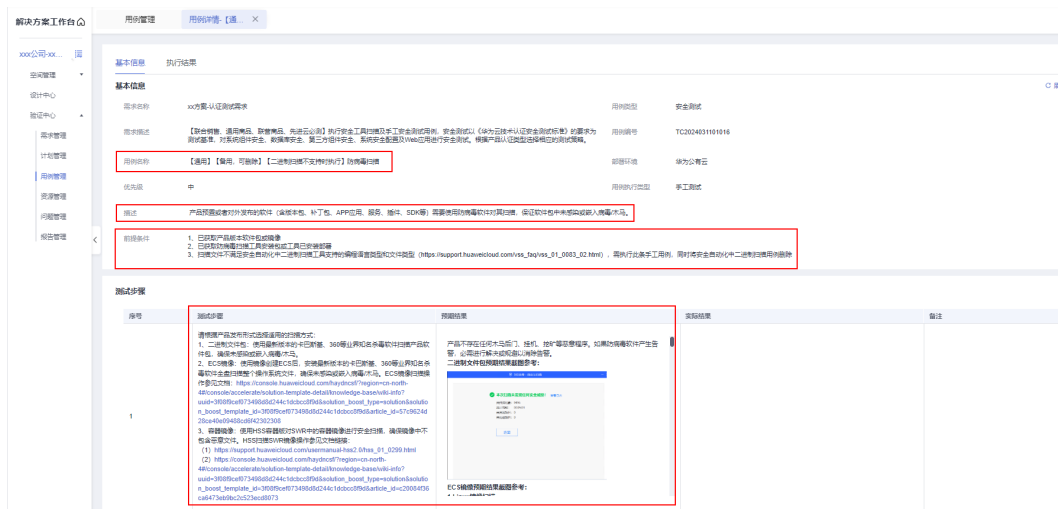 解决方案工作台
用例管理
用例详情-【通... ×
xxx公司-xx...
空间管理
设计中心
验证中心
需求管理
计划管理
用例管理
资源管理
问题管理
报告管理
基本信息
执行结果
基本信息
需求名称
xx方案-认证测试需求
用例类型
安全测试
需求描述
【联合销售、通用商品、联营商品、先进云必测】执行安全工具扫描及手工安全测试用例，安全测试以《华为云技术认证安全测试标准》的要求为
测试基准，对系统组件安全、数据库安全、第三方组件安全、系统安全配置及Web应用进行安全测试。根据产品认证类型选择相应的测试策略。
用例编号
TC2024831101016
用例名称
【通用】【备用，可删除】【二进制扫描不支持时执行】防病毒扫描
部署环境
华为公有云
优先级
中
用例执行类型
手工测试
描述
产品预置或者对外发布的软件（含版本包、补丁包、APP应用、服务、插件、SDK等）需要使用防病毒软件对其扫描，保证软件包中未感染或嵌入病毒/木马。
前提条件
1、已获取产品版本软件包或镜像
2、已获取防病毒扫描工具安装包或工具已安装部署
3、扫描文件不满足安全自动化中二进制扫描工具支持的编程语言类型和文件类型（https://support.huaweicloud.com/vss_faq/vss_01_0083_02.html），需执行此条手工用例，同时将安全自动化中二进制扫描用例删除
测试步骤
序号
测试步骤
预期结果
实际结果
备注
1
请根据产品发布形式选择适用的扫描方式：
1、二进制文件包：使用最新版本的卡巴斯基、360等业界知名杀毒软件扫描产品软
件包，确保未感染或嵌入病毒/木马。
2、ECS镜像：使用镜像创建ECS后，安装最新版本的卡巴斯基、360等业界知名杀
毒软件全盘扫描整个操作系统文件，确保未感染或嵌入病毒/木马。ECS镜像扫描操
作参见文档：https://console.huaweicloud.com/haydncsf/?region=cn-north-
4#/console/accelerate/solution-template-detail/knowledge-base/wiki-info?
uuid=3f08f9cef073498d8d244c1dcbcc8f9d&solution_boost_type=solution&solutio
n_boost_template_id=3f08f9cef073498d8d244c1dcbcc8f9d&article_id=57c9624d
28ce40e09488cd6f42302308
3、容器镜像：使用HSS容器版对SWR中的容器镜像进行安全扫描，确保镜像中不
包含恶意文件。HSS扫描SWR镜像操作参见文档链接：
（1）https://support.huaweicloud.com/usermanual-hss2.0/hss_01_0299.html
（2）https://console.huaweicloud.com/haydncsf/?region=cn-north-
4#/console/accelerate/solution-template-detail/knowledge-base/wiki-info?
uuid=3f08f9cef073498d8d244c1dcbcc8f9d&solution_boost_type=solution&solutio
n_boost_template_id=3f08f9cef073498d8d244c1dcbcc8f9d&article_id=c20084f36
ca6473eb9bc2c523ecd8073
产品不存在任何木马后门、挂机、挖矿等恶意程序。如果防病毒软件产生告
警，必需进行解决或规避以消除告警。
二进制文件包预期结果截图参考：
ECS镜像预期结果截图参考：